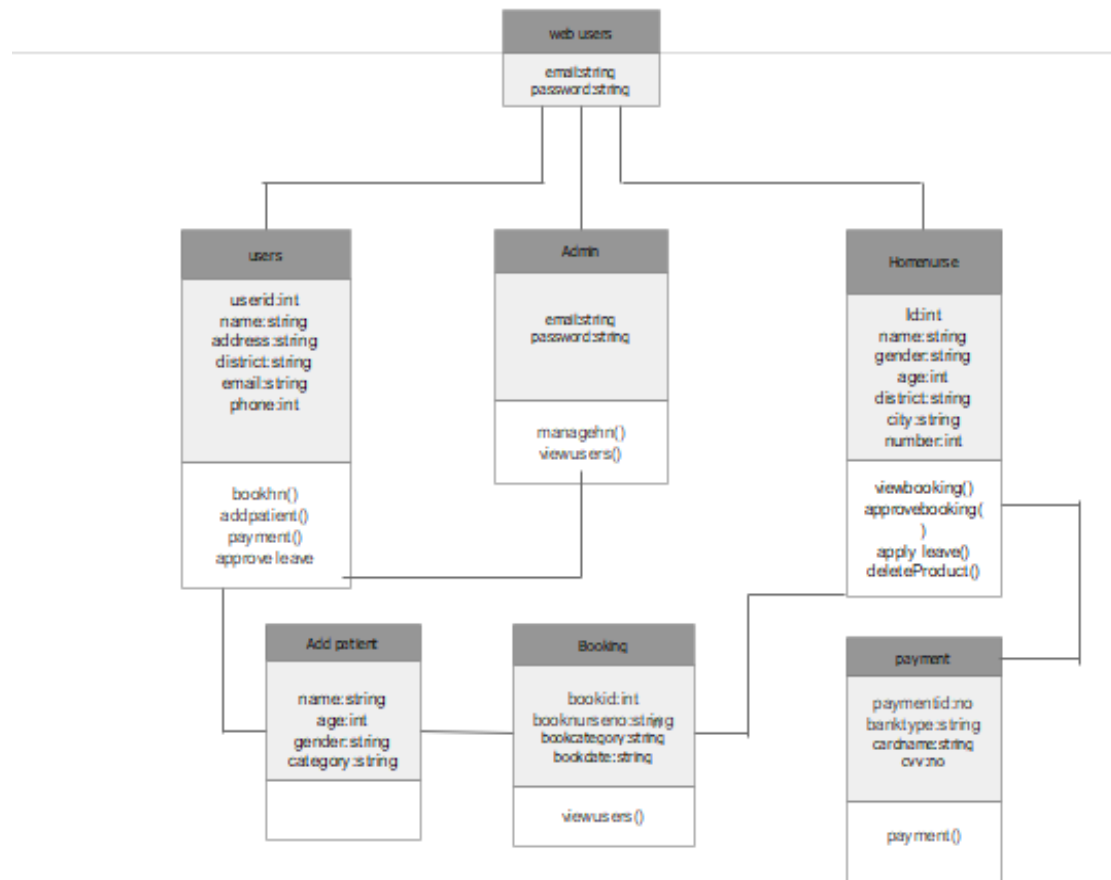 web users
email:string
password:string
users
userid:int
name:string
address:string
district:string
email:string
phone:int
bookhn()
addpatient()
payment()
approve leave
Admin
email:string
password:string
managehn()
viewusers()
Homenurse
Id:int
name:string
gender:string
age:int
district:string
city:string
number:int
viewbooking()
approvebooking(
)
apply leave()
deleteProduct()
Add patient
name:string
age:int
gender:string
category:string
Booking
bookid:int
booknurseno:string
bookcategory:string
bookdate:string
viewusers()
payment
paymentid:no
banktype:string
cardname:string
cvv:no
payment()